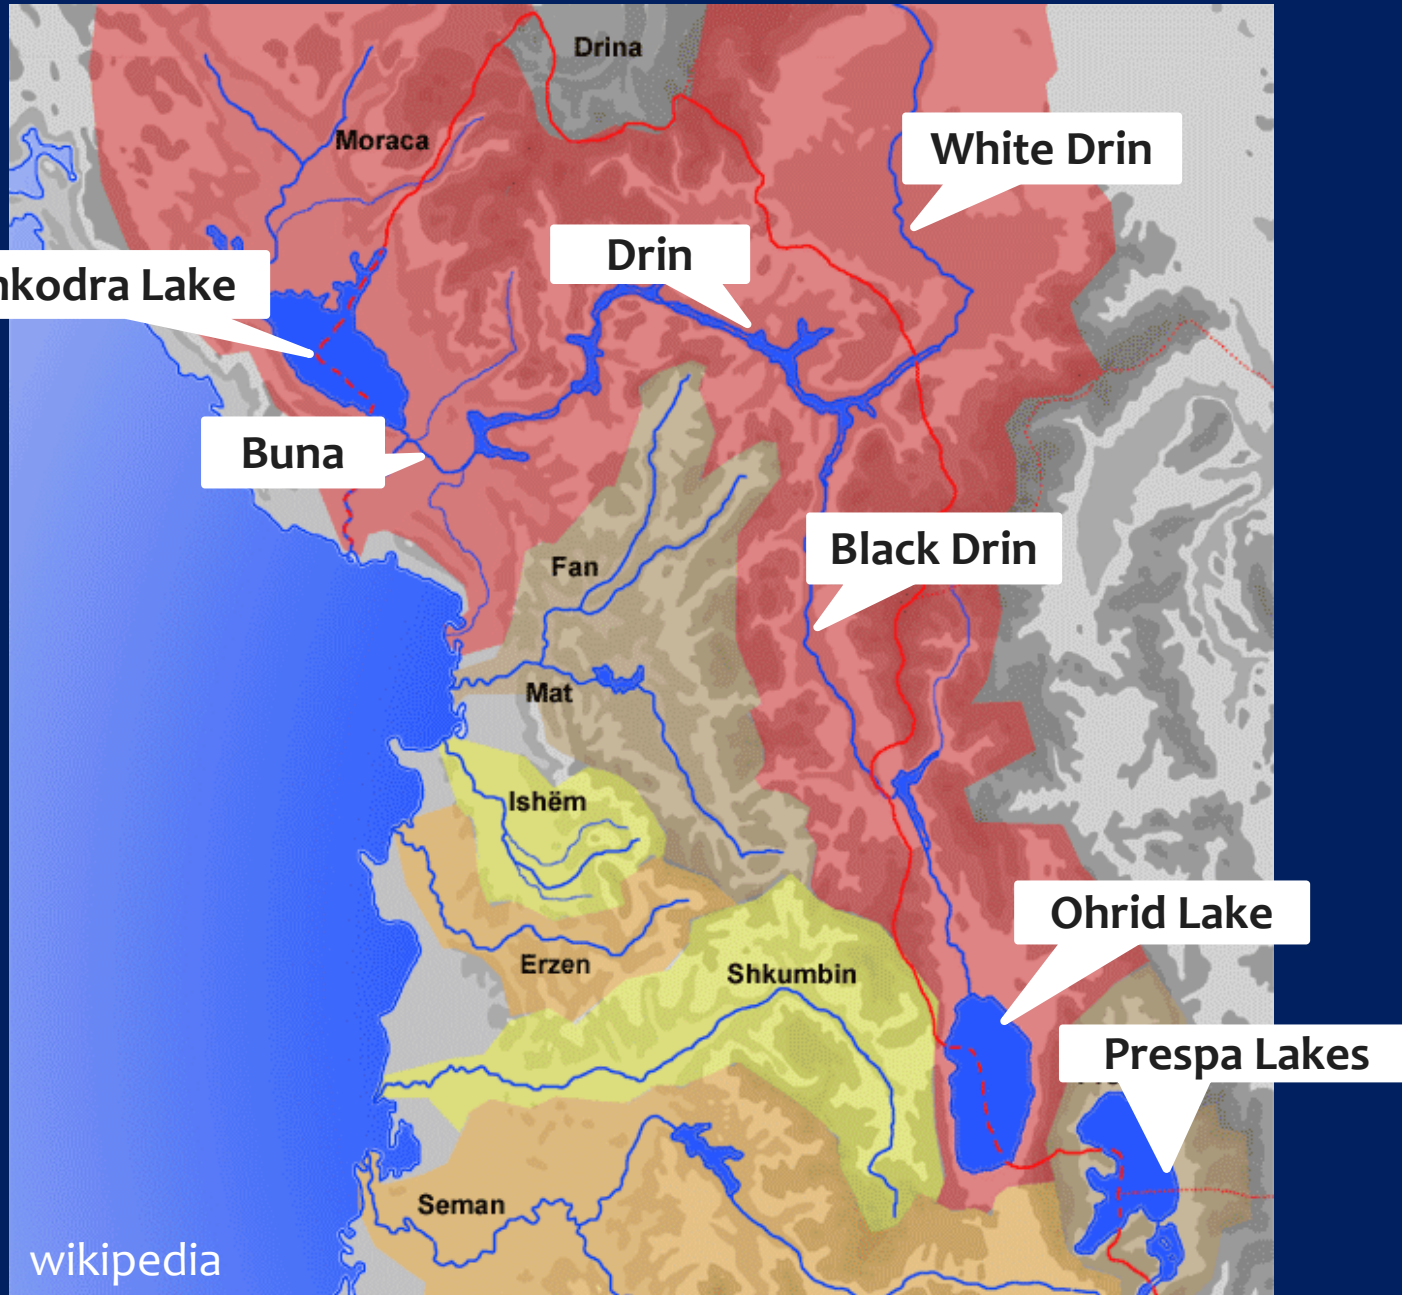 Drina
Moraca
White Drin
Drin
Lake
Buna
Black Drin
Fan
Mat
Ishëm
Erzen
Ohrid Lake
Shkumbin
Prespa Lakes
Seman
wikipedia